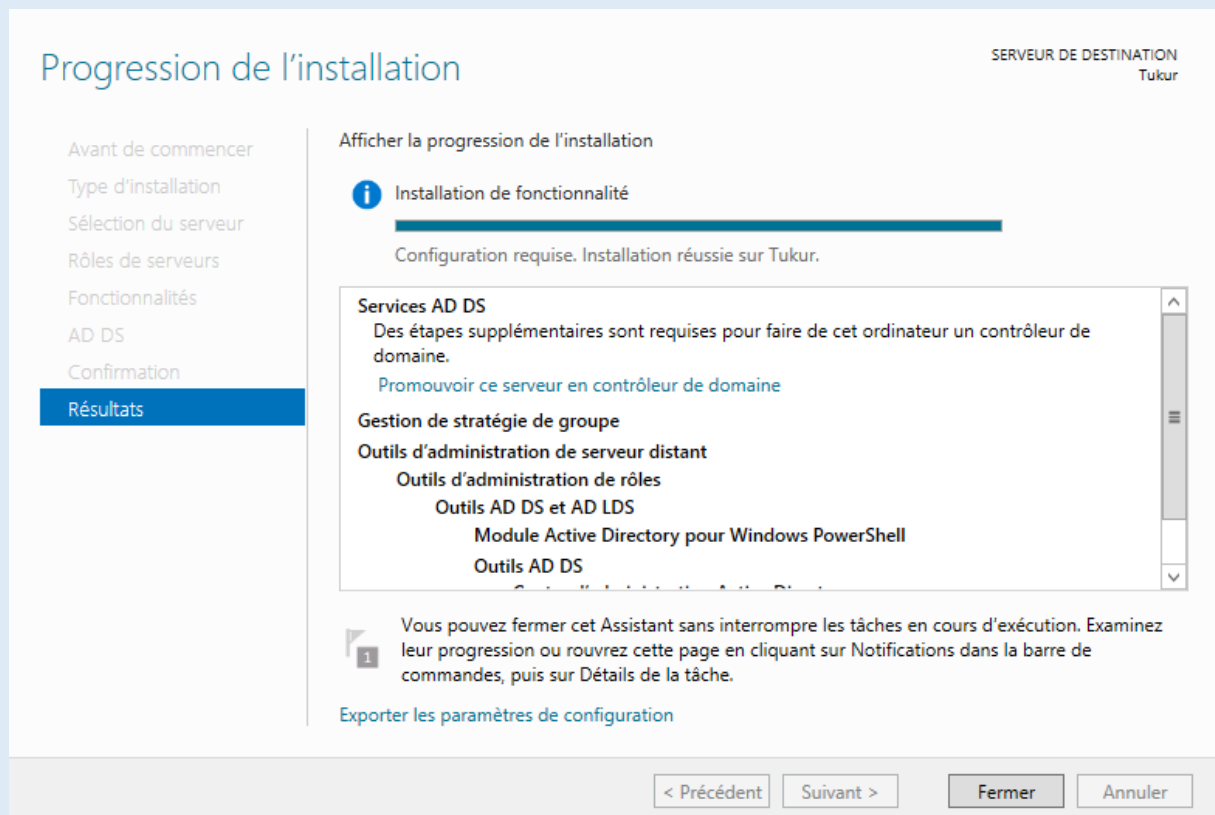 Progression de l'installation
SERVEUR DE DESTINATION
Tukur
Avant de commencer
Type d'installation
Sélection du serveur
Rôles de serveurs
Fonctionnalités
AD DS
Confirmation
Résultats
Afficher la progression de l'installation
Installation de fonctionnalité
Configuration requise. Installation réussie sur Tukur.
Services AD DS
Des étapes supplémentaires sont requises pour faire de cet ordinateur un contrôleur de
domaine.
Promouvoir ce serveur en contrôleur de domaine
Gestion de stratégie de groupe
Outils d'administration de serveur distant
Outils d'administration de rôles
Outils AD DS et AD LDS
Module Active Directory pour Windows PowerShell
Outils AD DS
1
Vous pouvez fermer cet Assistant sans interrompre les tâches en cours d'exécution. Examinez
leur progression ou rouvrez cette page en cliquant sur Notifications dans la barre de
commandes, puis sur Détails de la tâche.
Exporter les paramètres de configuration
< Précédent
Suivant >
Fermer
Annuler